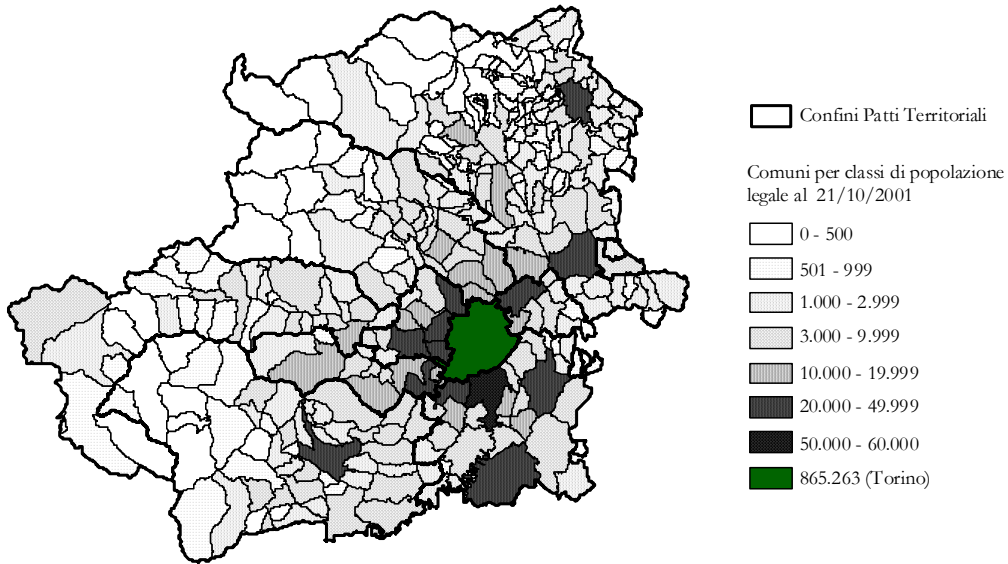 Confini Patti Territoriali
Comuni per classi di popolazione
legale al 21/10/2001
0 - 500
501 - 999
1.000 - 2.999
3.000 - 9.999
10.000 - 19.999
20.000 - 49.999
50.000 - 60.000
865.263 (Torino)